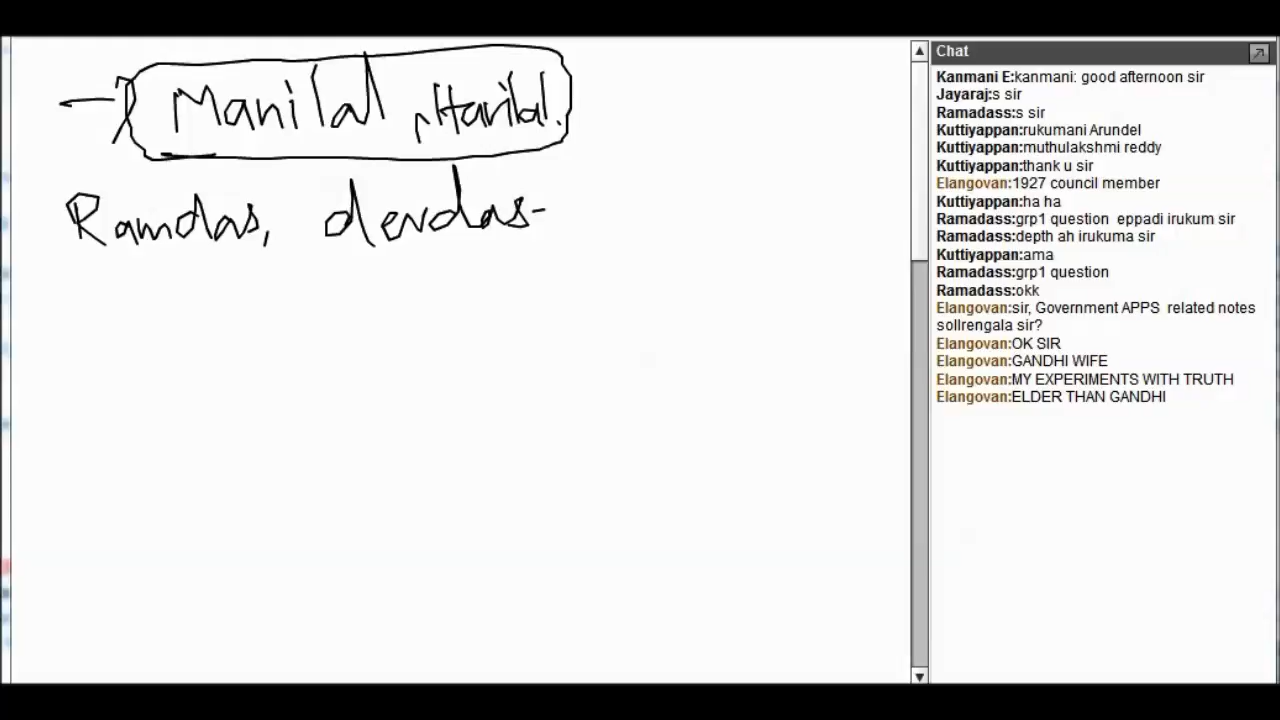 Manilal, Harilal.
Ramdas, devdas-
Chat
Kanmani E:kanmani: good afternoon sir
Jayaraj:s sir
Ramadass:s sir
Kuttiyappan:rukumani Arundel
Kuttiyappan:muthulakshmi reddy
Kuttiyappan:thank u sir
Elangovan:1927 council member
Kuttiyappan:ha ha
Ramadass:grp1 question eppadi irukum sir
Ramadass:depth ah irukuma sir
Kuttiyappan:ama
Ramadass:grp1 question
Ramadass:okk
Elangovan:sir, Government APPS related notes
sollrengala sir?
Elangovan:OK SIR
Elangovan:GANDHI WIFE
Elangovan:MY EXPERIMENTS WITH TRUTH
Elangovan:ELDER THAN GANDHI